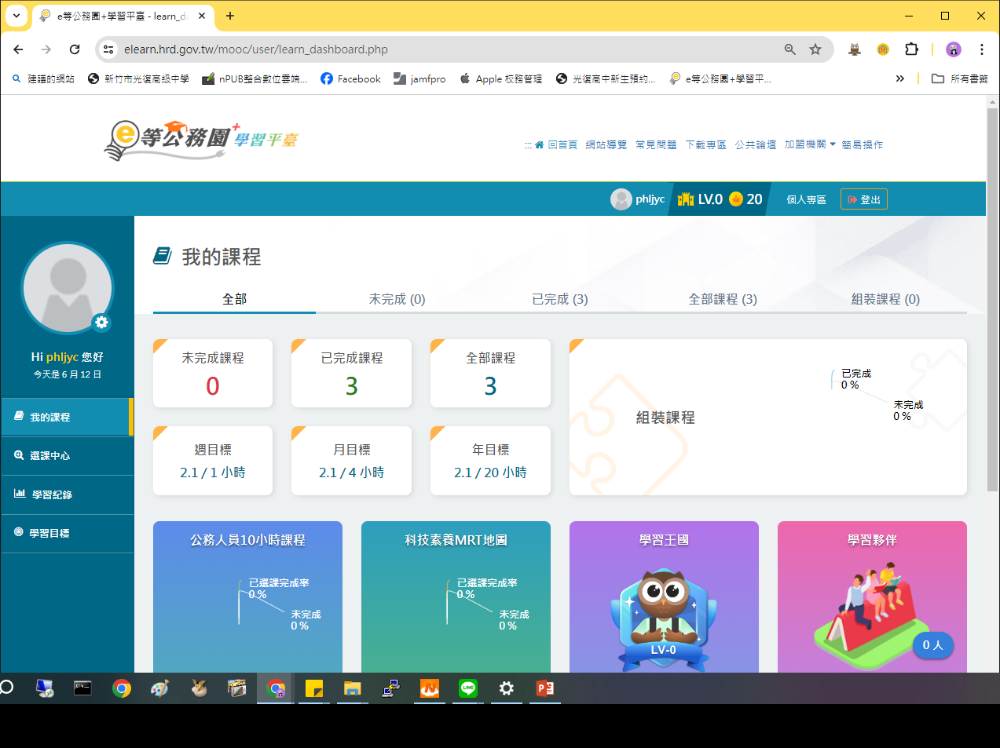 e等公務園+學習平臺 - learn_d
elearn.hrd.gov.tw/mooc/user/learn_dashboard.php
建議的網站 新竹市光復高級中學 nPUB整合數位雲端... Facebook jamfpro Apple 校務管理 光復高中新生預約... e等公務園+學習平... 所有書籤
e等公務園+學習平臺
::: 回首頁 網站導覽 常見問題 下載專區 公共論壇 加盟機關 簡易操作
phljyc LV.0 20 個人專區 登出
Hi phljyc 您好
今天是 6 月 12 日
我的課程
選課中心
學習紀錄
學習目標
我的課程
全部 未完成 (0) 已完成 (3) 全部課程 (3) 組裝課程 (0)
未完成課程
0
已完成課程
3
全部課程
3
週目標
2.1 / 1 小時
月目標
2.1 / 4 小時
年目標
2.1 / 20 小時
組裝課程
已完成
0 %
未完成
0 %
公務人員10小時課程
已選課完成率
0 %
未完成
0 %
科技素養MRT地圖
已選課完成率
0 %
未完成
0 %
學習王國
LV-0
學習夥伴
0 人
LINE